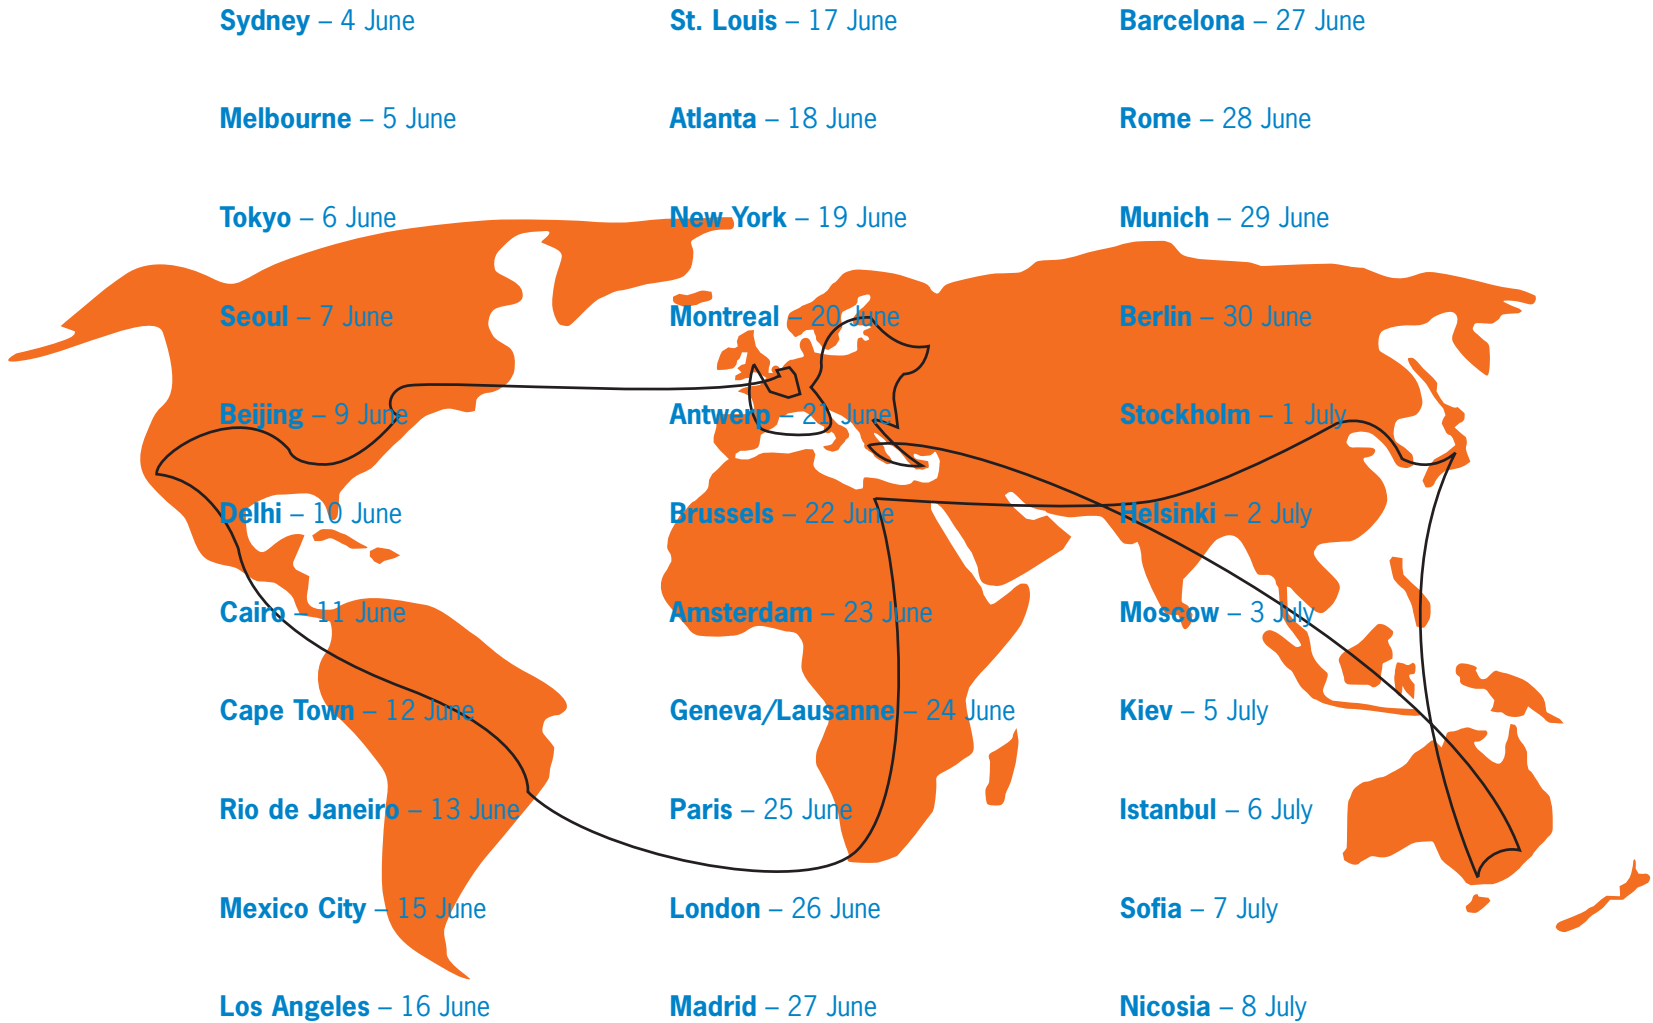 Sydney – 4 June
Melbourne – 5 June
Tokyo – 6 June
Seoul – 7 June
Beijing – 9 June
Delhi – 10 June
Cairo – 11 June
Cape Town – 12 June
Rio de Janeiro – 13 June
Mexico City – 15 June
Los Angeles – 16 June
St. Louis – 17 June
Atlanta – 18 June
New York – 19 June
Montreal – 20 June
Antwerp – 21 June
Brussels – 22 June
Amsterdam – 23 June
Geneva/Lausanne – 24 June
Paris – 25 June
London – 26 June
Madrid – 27 June
Barcelona – 27 June
Rome – 28 June
Munich – 29 June
Berlin – 30 June
Stockholm – 1 July
Helsinki – 2 July
Moscow – 3 July
Kiev – 5 July
Istanbul – 6 July
Sofia – 7 July
Nicosia – 8 July